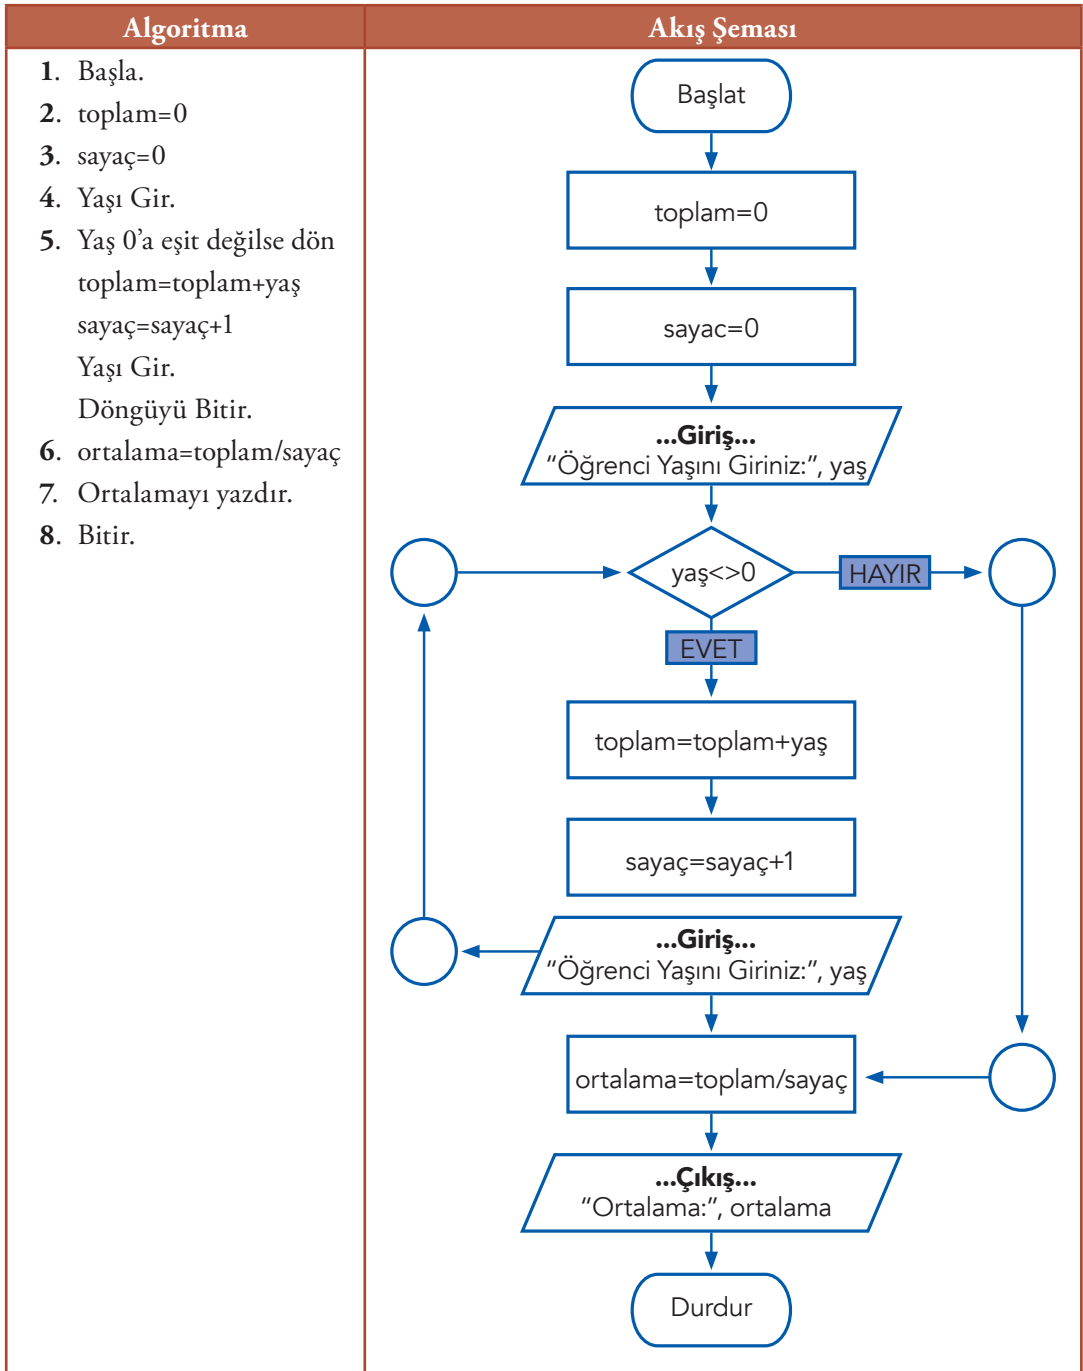 Algoritma
1. Başla.
2. toplam=0
3. sayaç=0
4. Yaşı Gir.
5. Yaş 0’a eşit değilse dön
toplam=toplam+yaş
sayaç=sayaç+1
Yaşı Gir.
Döngüyü Bitir.
6. ortalama=toplam/sayaç
7. Ortalamayı yazdır.
8. Bitir.
Akış Şeması
Başlat
toplam=0
sayac=0
...Giriş...
“Öğrenci Yaşını Giriniz:”, yaş
yaş<>0
HAYIR
EVET
toplam=toplam+yaş
sayaç=sayaç+1
...Giriş...
“Öğrenci Yaşını Giriniz:”, yaş
ortalama=toplam/sayaç
...Çıkış...
“Ortalama:”, ortalama
Durdur